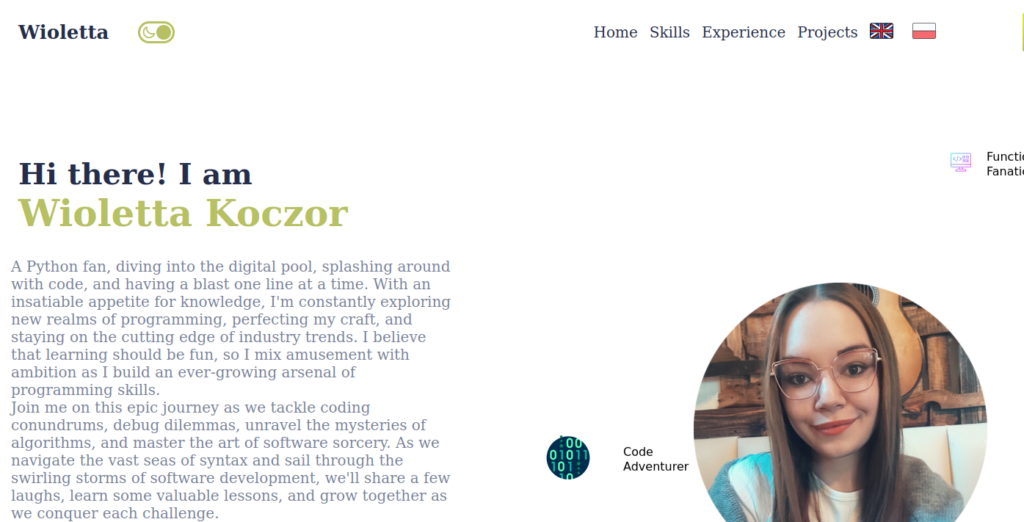 Wioletta
Home Skills Experience Projects
Hi there! I am
Wioletta Koczor
A Python fan, diving into the digital pool, splashing around
with code, and having a blast one line at a time. With an
insatiable appetite for knowledge, I'm constantly exploring
new realms of programming, perfecting my craft, and
staying on the cutting edge of industry trends. I believe
that learning should be fun, so I mix amusement with
ambition as I build an ever-growing arsenal of
programming skills.
Join me on this epic journey as we tackle coding
conundrums, debug dilemmas, unravel the mysteries of
algorithms, and master the art of software sorcery. As we
navigate the vast seas of syntax and sail through the
swirling storms of software development, we'll share a few
laughs, learn some valuable lessons, and grow together as
we conquer each challenge.
Code
Adventurer